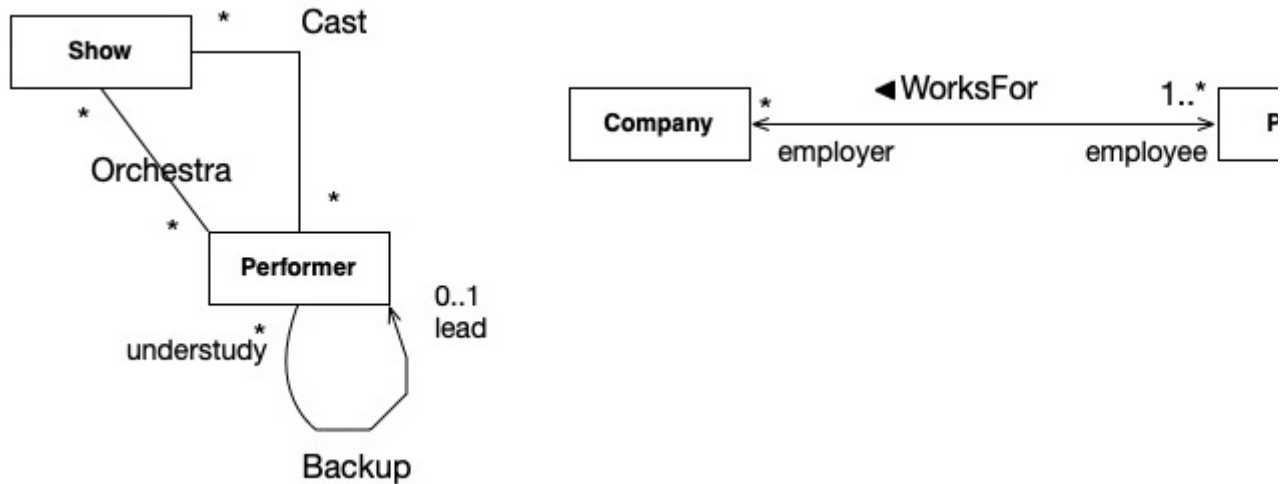 *
Cast
Show
*
Orchestra
*
*
Performer
0..1
lead
*
understudy
Backup
◄WorksFor
1..*
*
Company
P
employer
employee